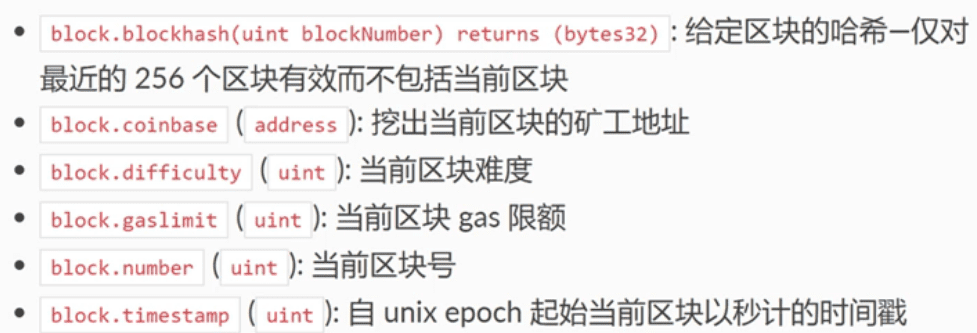 • block.blockhash(uint blockNumber) returns (bytes32): 给定区块的哈希—仅对
最近的 256 个区块有效而不包括当前区块
• block.coinbase (address): 挖出当前区块的矿工地址
• block.difficulty (uint): 当前区块难度
• block.gaslimit (uint): 当前区块 gas 限额
• block.number (uint): 当前区块号
• block.timestamp (uint): 自 unix epoch 起始当前区块以秒计的时间戳